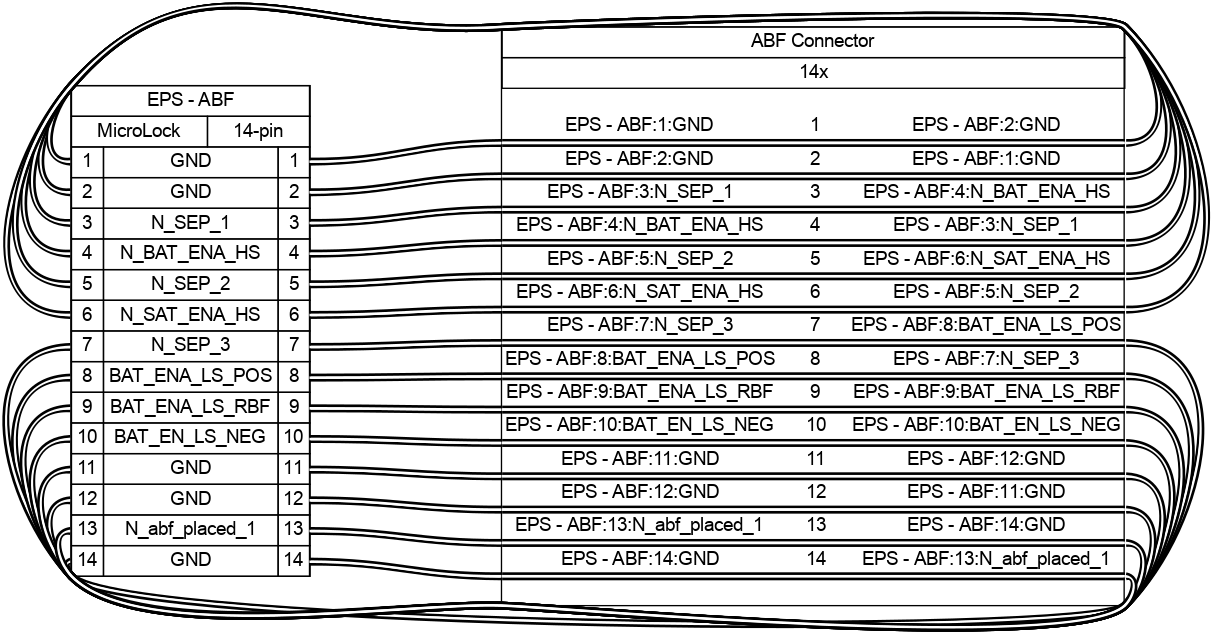 EPS - ABF
MicroLock 14-pin
1 GND 1
2 GND 2
3 N_SEP_1 3
4 N_BAT_ENA_HS 4
5 N_SEP_2 5
6 N_SAT_ENA_HS 6
7 N_SEP_3 7
8 BAT_ENA_LS_POS 8
9 BAT_ENA_LS_RBF 9
10 BAT_EN_LS_NEG 10
11 GND 11
12 GND 12
13 N_abf_placed_1 13
14 GND 14
ABF Connector
14x
EPS - ABF:1:GND 1 EPS - ABF:2:GND
EPS - ABF:2:GND 2 EPS - ABF:1:GND
EPS - ABF:3:N_SEP_1 3 EPS - ABF:4:N_BAT_ENA_HS
EPS - ABF:4:N_BAT_ENA_HS 4 EPS - ABF:3:N_SEP_1
EPS - ABF:5:N_SEP_2 5 EPS - ABF:6:N_SAT_ENA_HS
EPS - ABF:6:N_SAT_ENA_HS 6 EPS - ABF:5:N_SEP_2
EPS - ABF:7:N_SEP_3 7 EPS - ABF:8:BAT_ENA_LS_POS
EPS - ABF:8:BAT_ENA_LS_POS 8 EPS - ABF:7:N_SEP_3
EPS - ABF:9:BAT_ENA_LS_RBF 9 EPS - ABF:9:BAT_ENA_LS_RBF
EPS - ABF:10:BAT_EN_LS_NEG 10 EPS - ABF:10:BAT_EN_LS_NEG
EPS - ABF:11:GND 11 EPS - ABF:12:GND
EPS - ABF:12:GND 12 EPS - ABF:11:GND
EPS - ABF:13:N_abf_placed_1 13 EPS - ABF:14:GND
EPS - ABF:14:GND 14 EPS - ABF:13:N_abf_placed_1